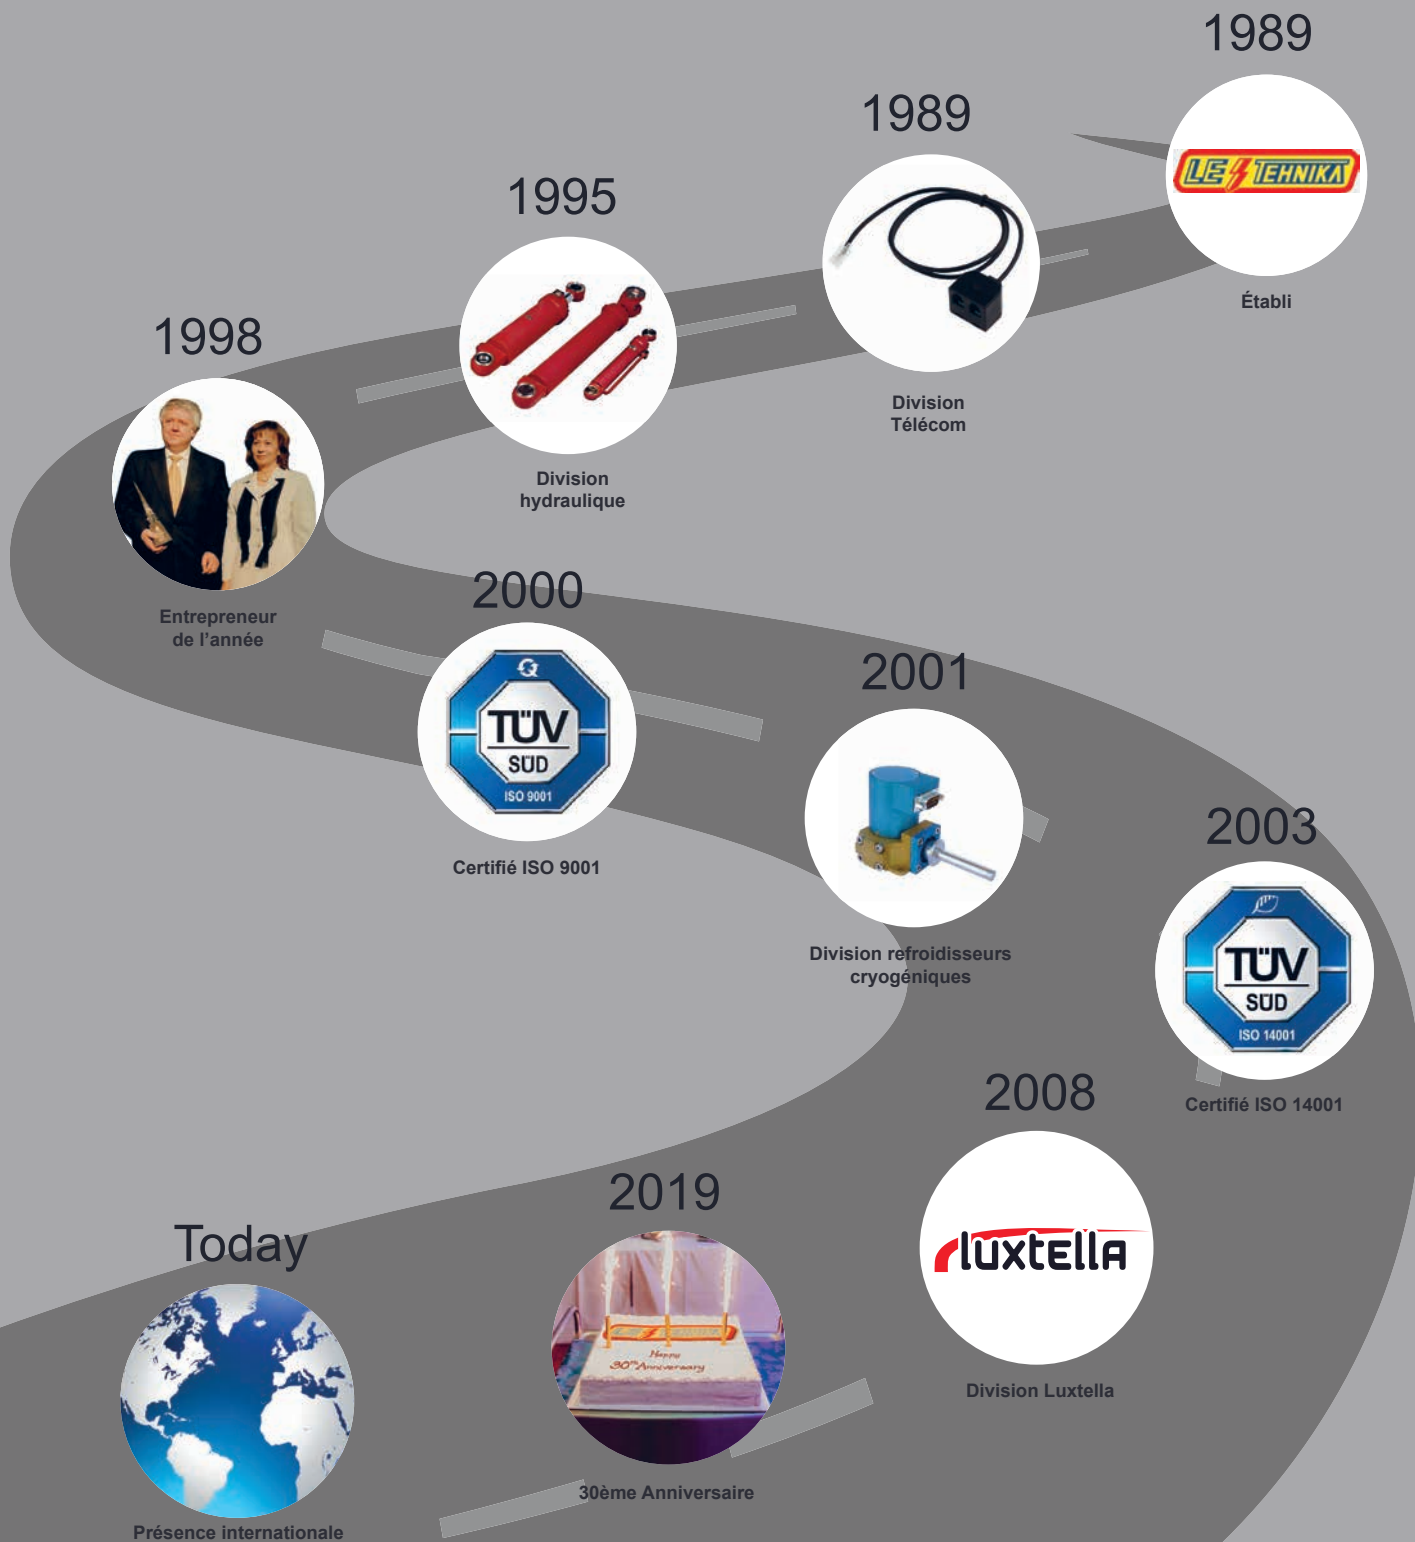 1989
LE TEHNIKA
Établi
1989
Division
Télécom
1995
Division
hydraulique
1998
Entrepreneur
de l’année
2000
TÜV
SÜD
ISO 9001
Certifié ISO 9001
2001
Division refroidisseurs
cryogéniques
2003
TÜV
SÜD
ISO 14001
Certifié ISO 14001
2008
luxtella
Division Luxtella
2019
Happy
30th Anniversary
30ème Anniversaire
Today
Présence internationale